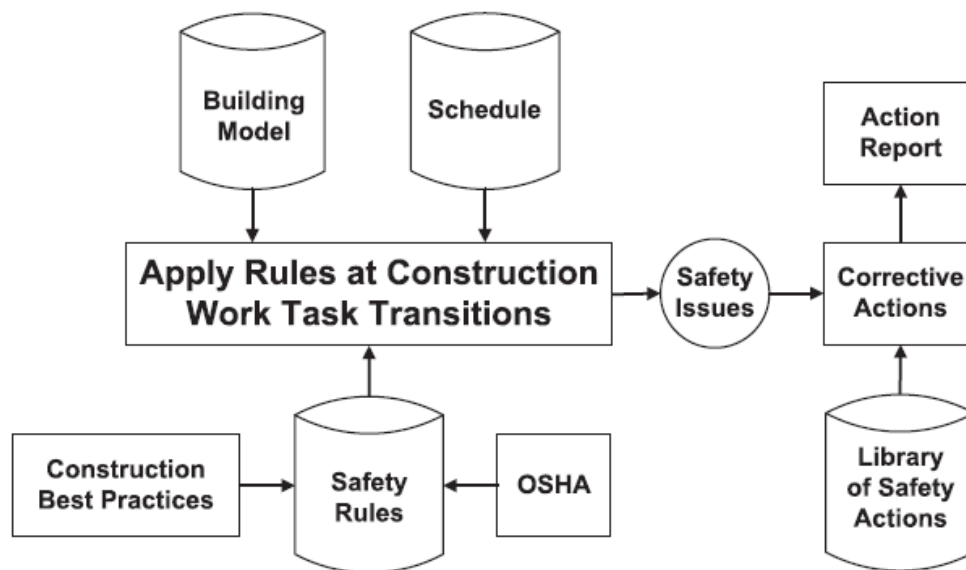 Building
Model
Schedule
Action
Report
Apply Rules at Construction
Work Task Transitions
Safety
Issues
Corrective
Actions
Construction
Best Practices
Safety
Rules
OSHA
Library
of Safety
Actions